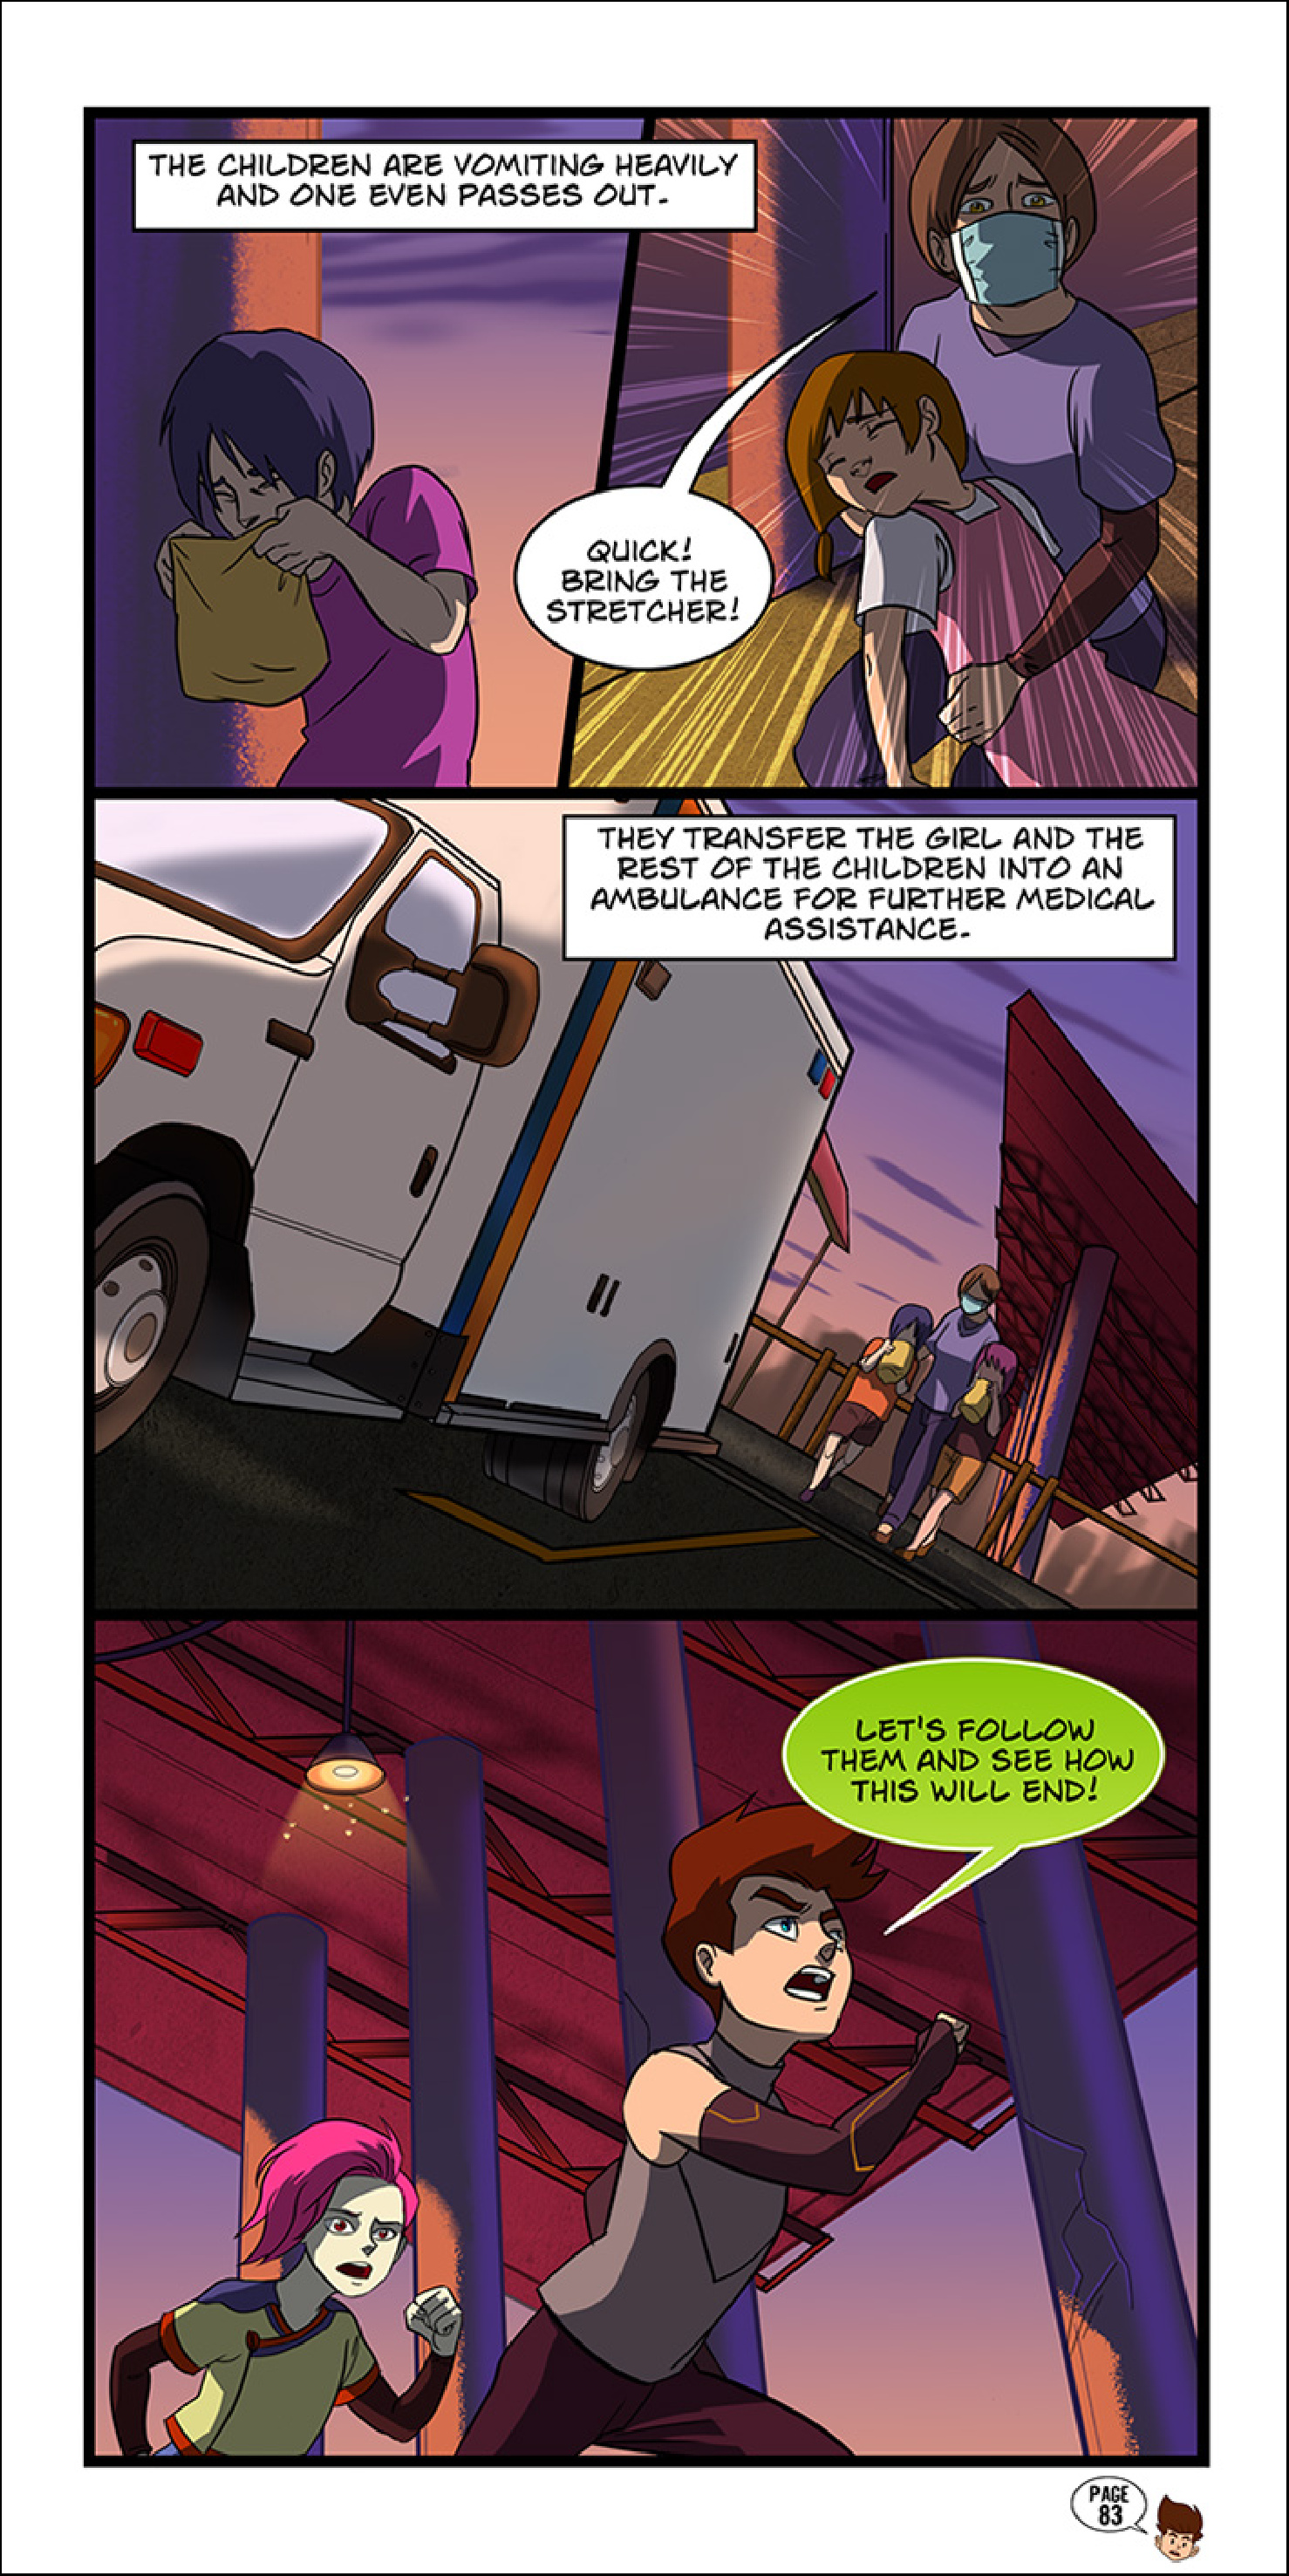 THE CHILDREN ARE VOMITING HEAVILY
AND ONE EVEN PASSES OUT.
QUICK!
BRING THE
STRETCHER!
THEY TRANSFER THE GIRL AND THE
REST OF THE CHILDREN INTO AN
AMBULANCE FOR FURTHER MEDICAL
ASSISTANCE.
LET'S FOLLOW
THEM AND SEE HOW
THIS WILL END!
PAGE
83